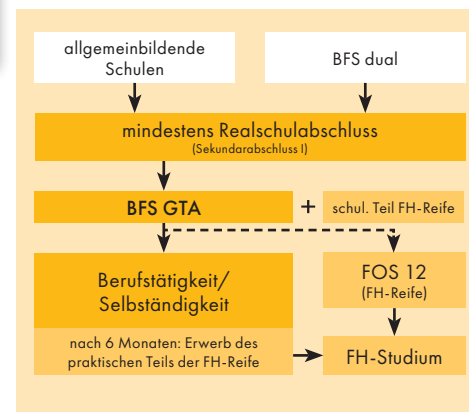 allgemeinbildende
Schulen
BFS dual
mindestens Realschulabschluss
(Sekundarabschluss I)
BFS GTA
+
schul. Teil FH-Reife
Berufstätigkeit/
Selbständigkeit
FOS 12
(FH-Reife)
nach 6 Monaten: Erwerb des
praktischen Teils der FH-Reife
FH-Studium